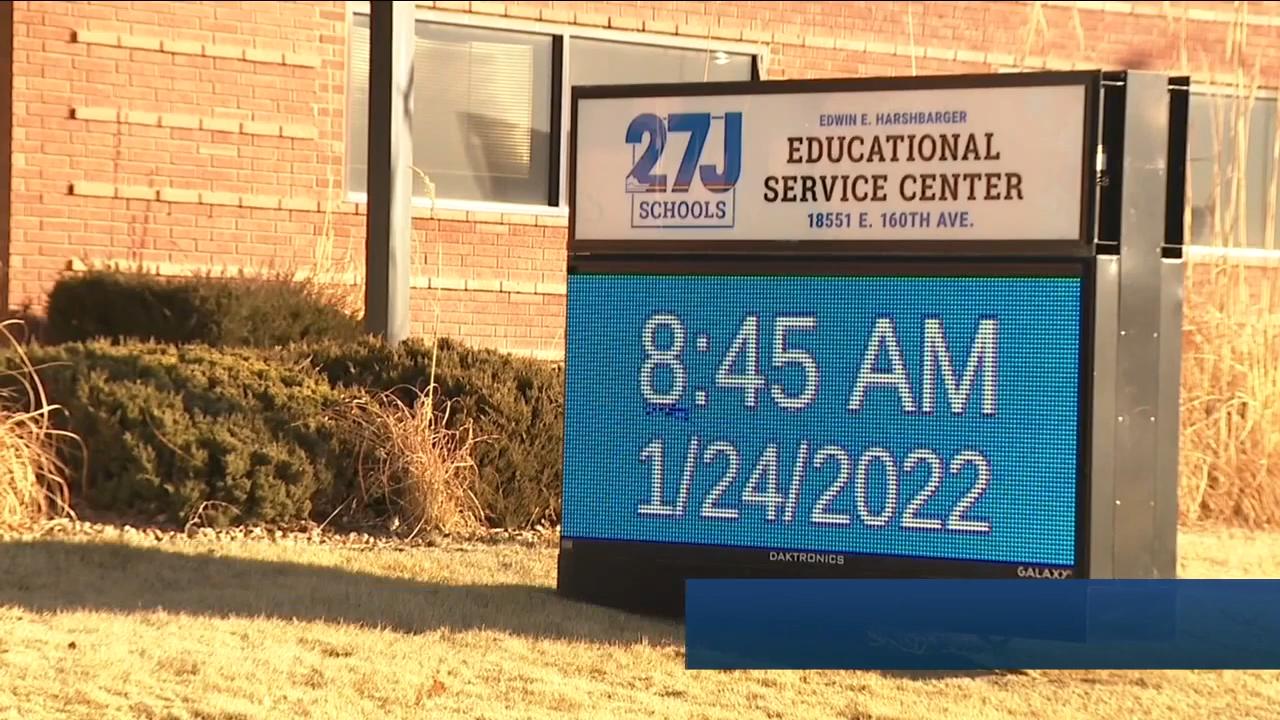 27J
SCHOOLS
EDWIN E. HARSHBARGER
EDUCATIONAL
SERVICE CENTER
18551 E. 160TH AVE.
8:45 AM
1/24/2022
DAKTRONICS
GALAXY